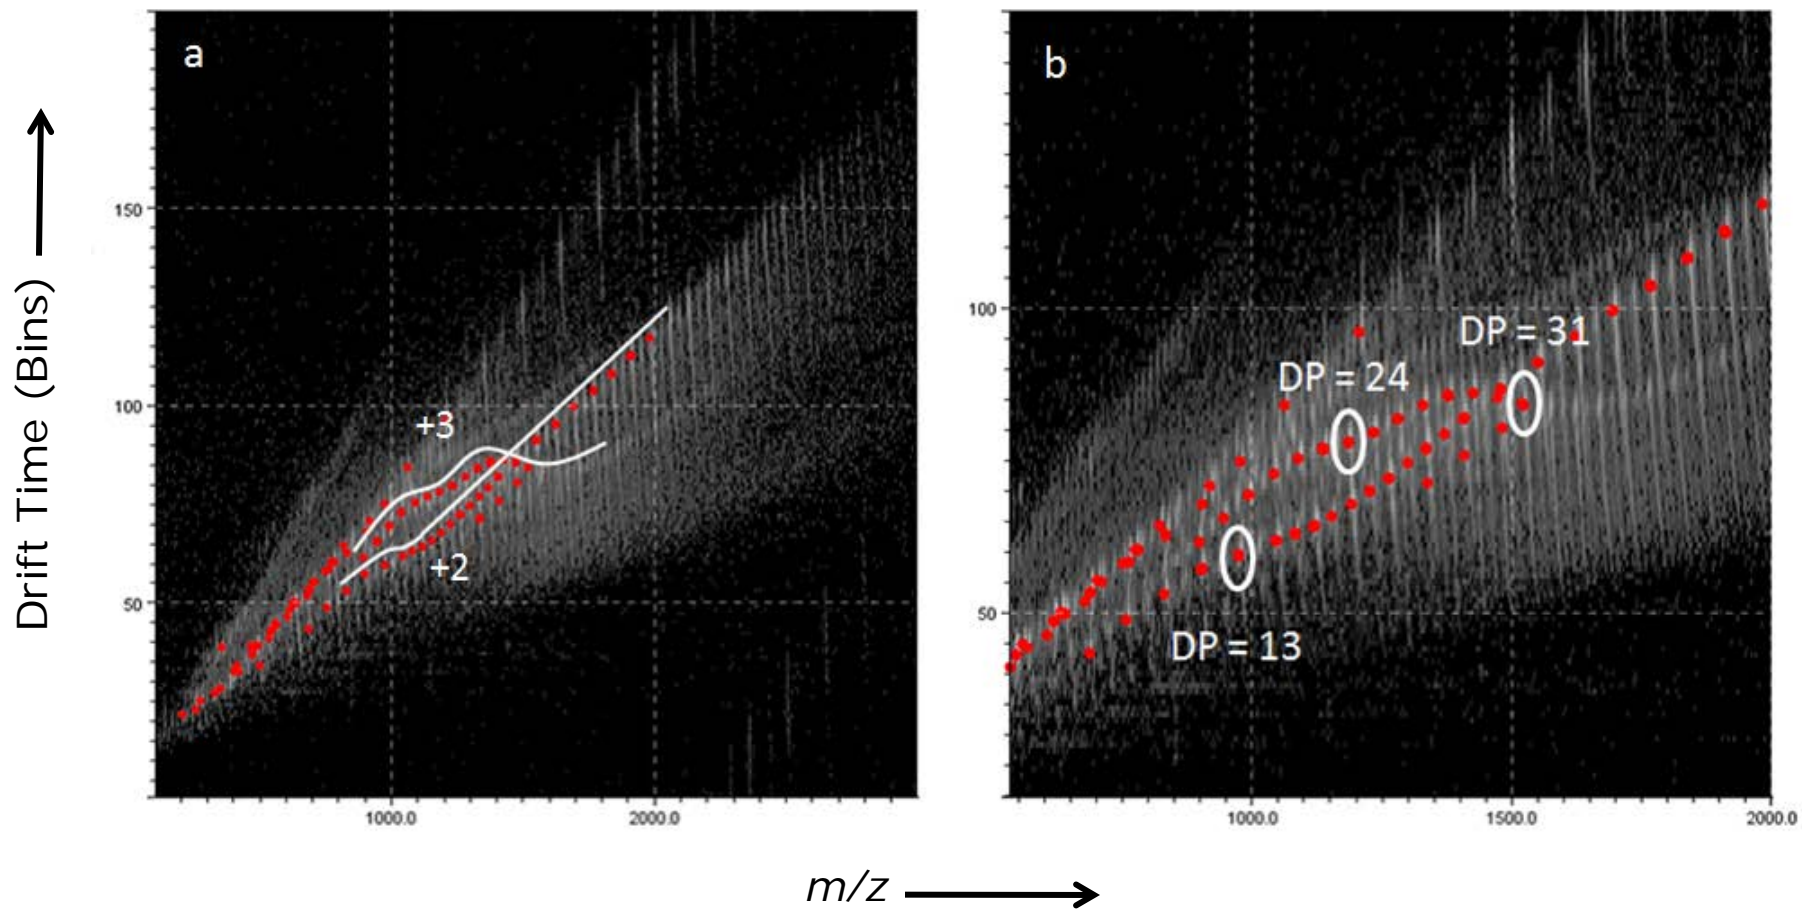 a
b
Drift Time (Bins)
150
100
50
+3
+2
1000.0
2000.0
100
50
DP = 31
DP = 24
DP = 13
1000.0
1500.0
2000.0
m/z